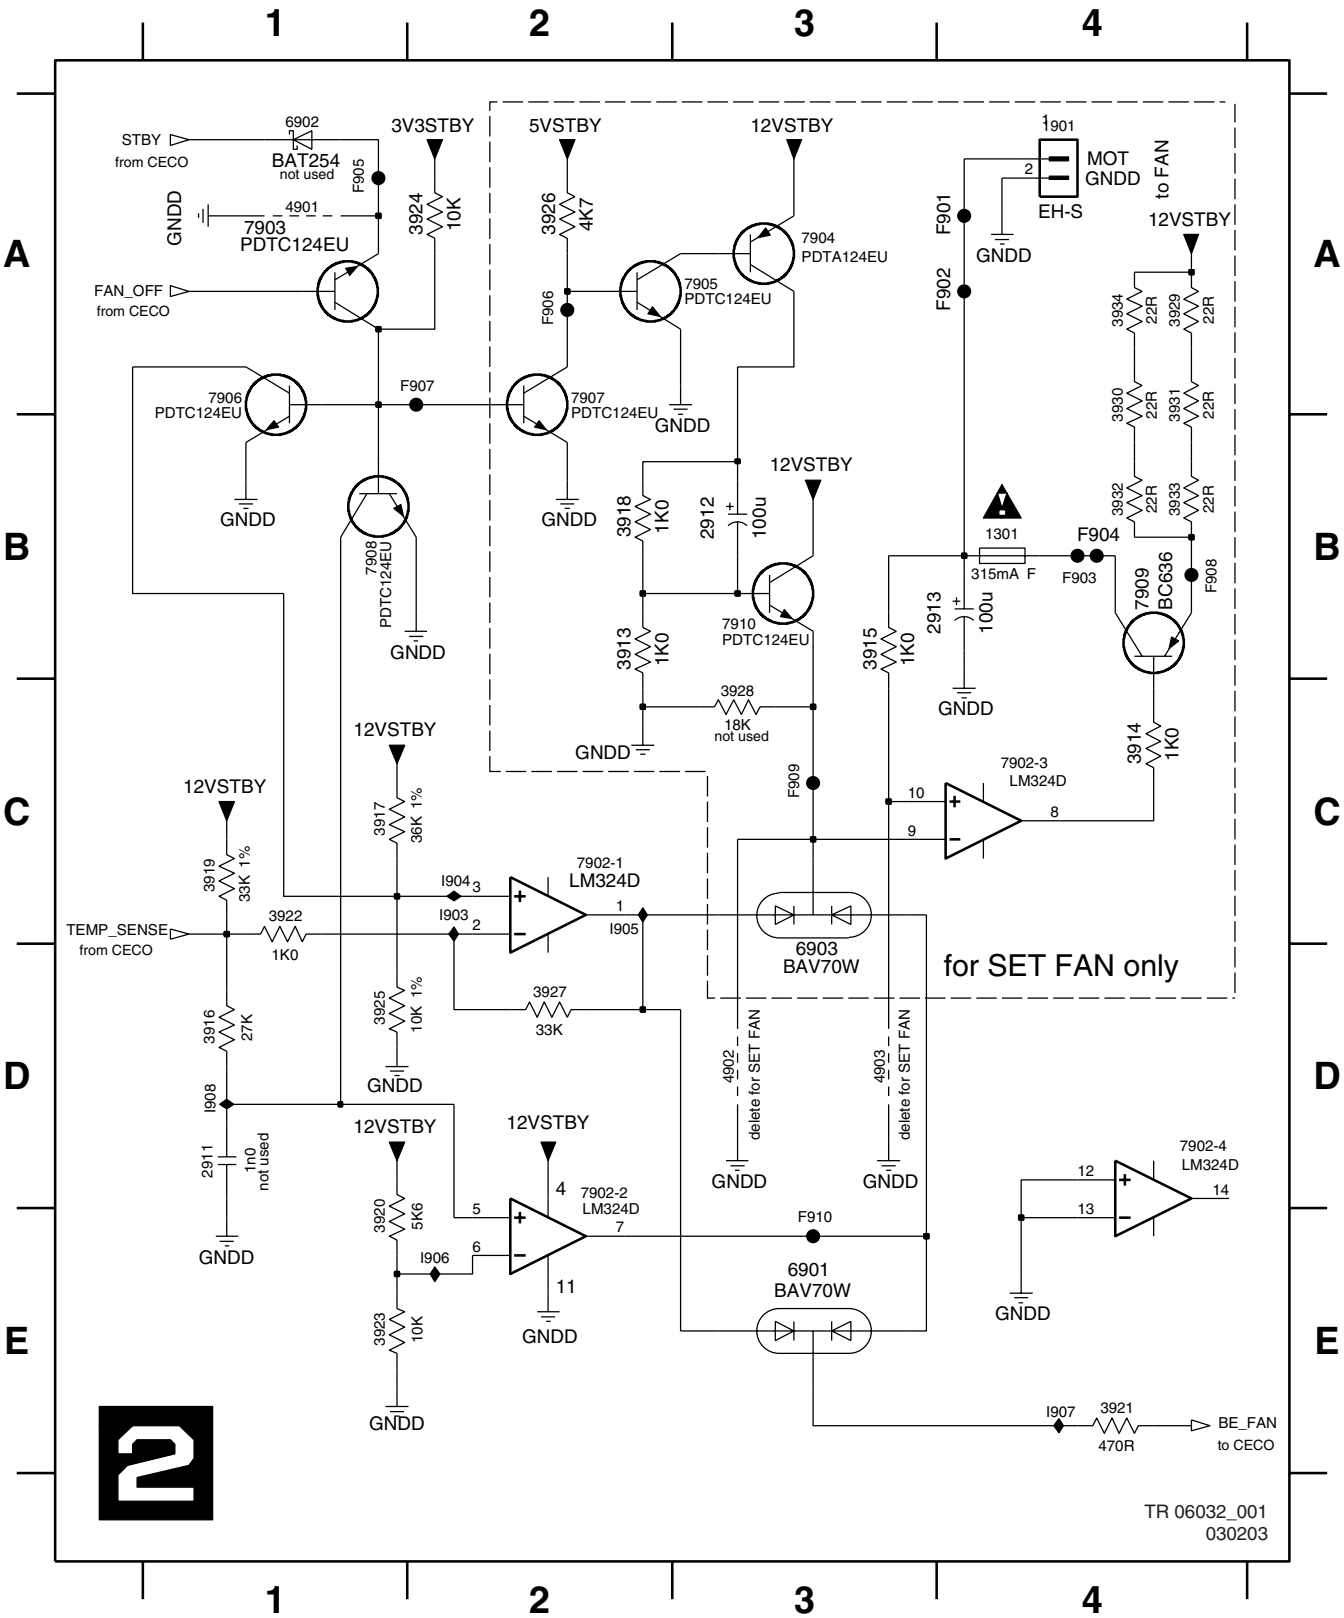 1 2 3 4
6902
STBY
from CECO
BAT254
not used
F905
3V3STBY
5VSTBY
12VSTBY
1
1901
2
MOT
GNDD
to FAN
EH-S
GNDD
12VSTBY
GNDD
4901
7903
PDTC124EU
3924
10K
3926
4K7
7904
PDTA124EU
F901
A
A
FAN_OFF
from CECO
F906
7905
PDTC124EU
F902
3934
22R
3929
22R
7906
PDTC124EU
F907
7907
PDTC124EU
GNDD
3930
22R
3931
22R
12VSTBY
GNDD
GNDD
3918
1K0
2912
+
100u
3932
22R
3933
22R
B
B
7908
PDTC124EU
1301
315mA F
F904
F903
7909
BC636
F908
GNDD
3913
1K0
7910
PDTC124EU
3915
1K0
2913
+
100u
GNDD
3928
18K
not used
GNDD
12VSTBY
3914
1K0
12VSTBY
3917
36K 1%
F909
7902-3
LM324D
10
+
9
−
8
C
C
3919
33K 1%
7902-1
LM324D
I904
3
+
I903
2
−
1
I905
TEMP_SENSE
from CECO
3922
1K0
6903
BAV70W
for SET FAN only
3916
27K
3925
10K 1%
3927
33K
4902
delete for SET FAN
4903
delete for SET FAN
D
D
GNDD
I908
2911
1n0
not used
12VSTBY
12VSTBY
GNDD
GNDD
7902-4
LM324D
12
+
13
−
14
GNDD
3920
5K6
4
7902-2
LM324D
5
+
6
−
7
11
I906
F910
GNDD
6901
BAV70W
GNDD
3923
10K
E
E
GNDD
I907
3921
470R
BE_FAN
to CECO
2
TR 06032_001
030203
1 2 3 4